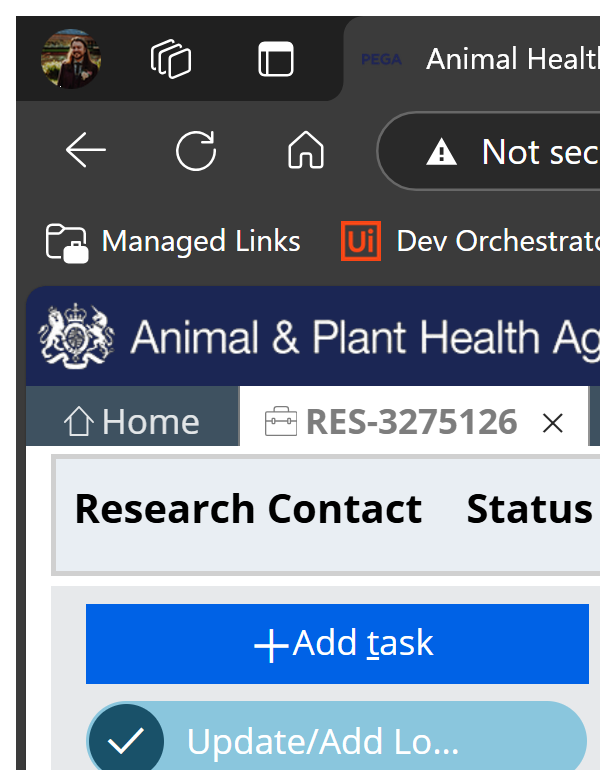 PEGA Animal Healt
Not sec
Managed Links Ui Dev Orchestrato
Animal & Plant Health Ag
Home RES-3275126
Research Contact Status
Add task
Update/Add Lo...